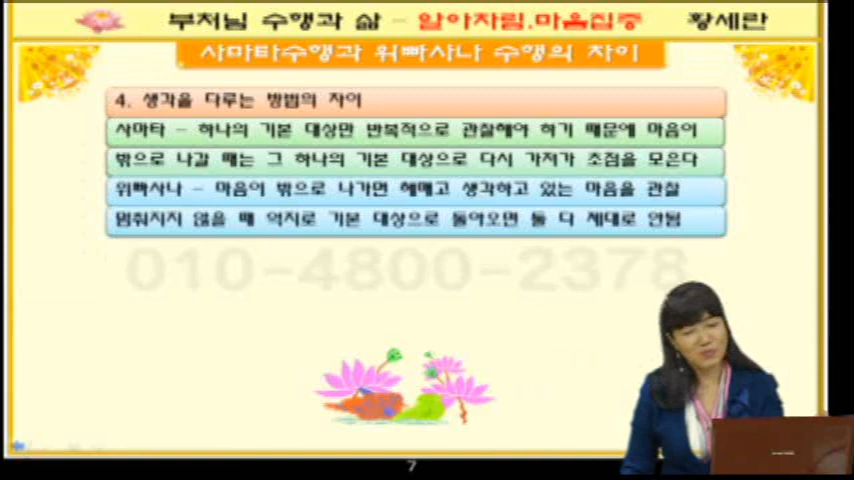 부처님 수행과 삶 - 알아차림.마음집중 황세란
사마타수행과 위빠사나 수행의 차이
4. 생각을 다루는 방법의 차이
사마타 - 하나의 기본 대상만 반복적으로 관찰해야 하기 때문에 마음이
밖으로 나갈 때는 그 하나의 기본 대상으로 다시 가져가 초점을 모은다
위빠사나 - 마음이 밖으로 나가면 헤매고 생각하고 있는 마음을 관찰
멈춰지지 않을 때 억지로 기본 대상으로 돌아오면 둘 다 제대로 안됨
010-4800-2378
7